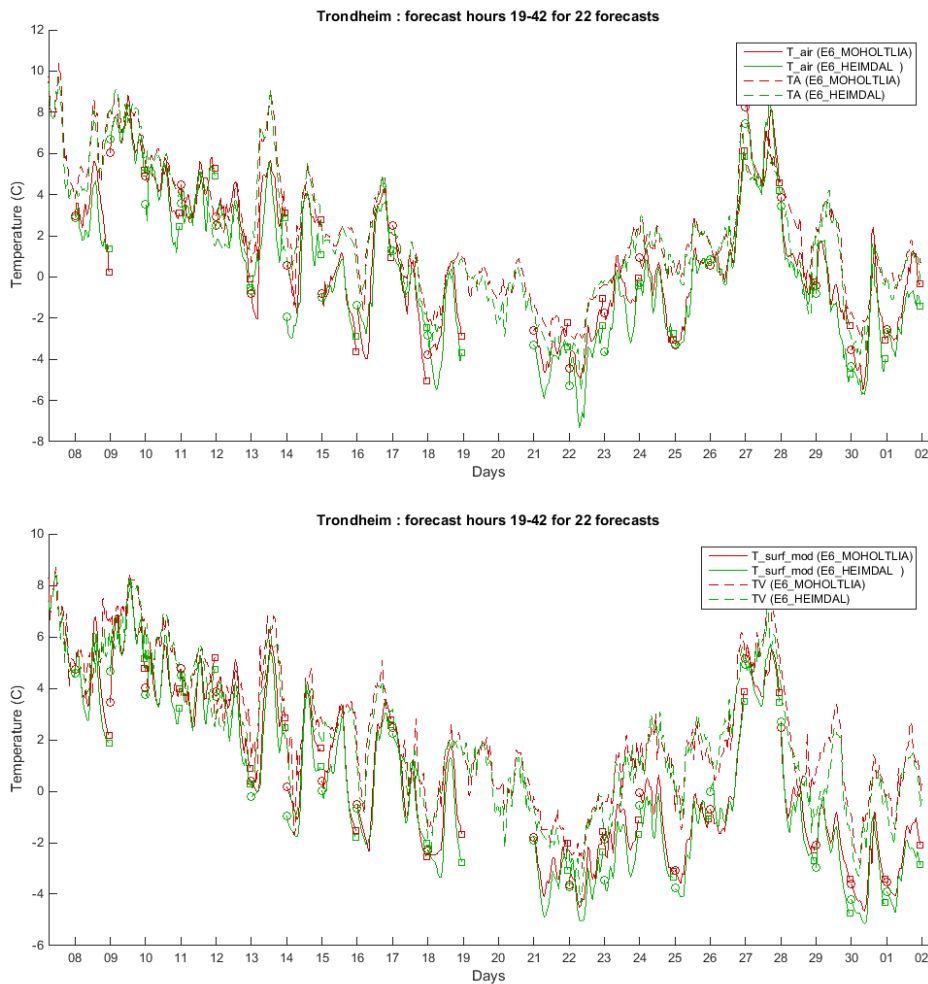 Trondheim : forecast hours 19-42 for 22 forecasts
12
10
8
6
4
2
0
-2
-4
-6
-8
Temperature (C)
T_air (E6_MOHOLTLIA)
T_air (E6_HEIMDAL )
TA (E6_MOHOLTLIA)
TA (E6_HEIMDAL)
08 09 10 11 12 13 14 15 16 17 18 19 20 21 22 23 24 25 26 27 28 29 30 01 02
Days
Trondheim : forecast hours 19-42 for 22 forecasts
10
8
6
4
2
0
-2
-4
-6
Temperature (C)
T_surf_mod (E6_MOHOLTLIA)
T_surf_mod (E6_HEIMDAL )
TV (E6_MOHOLTLIA)
TV (E6_HEIMDAL)
08 09 10 11 12 13 14 15 16 17 18 19 20 21 22 23 24 25 26 27 28 29 30 01 02
Days